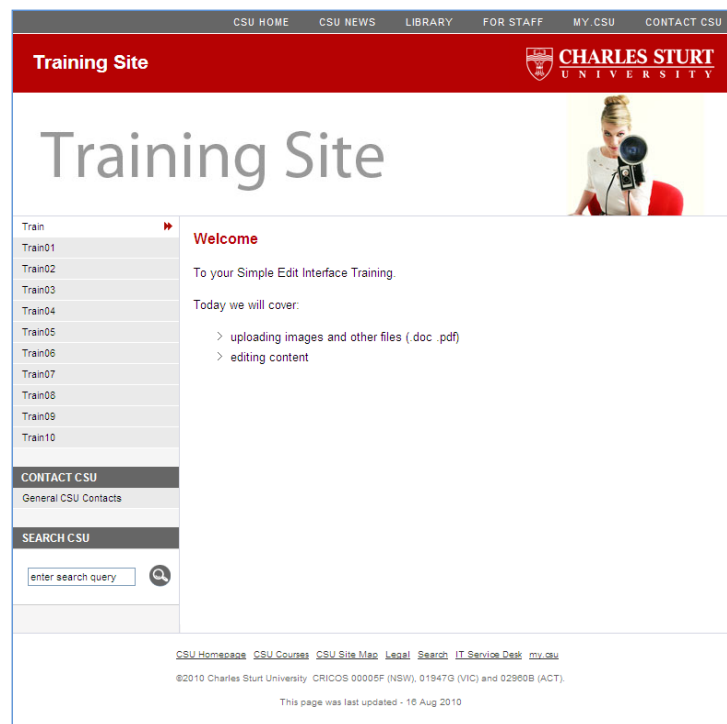 CSU HOME CSU NEWS LIBRARY FOR STAFF MY.CSU CONTACT CSU
Training Site
CHARLES STURT
UNIVERSITY
Training Site
Train
Train01
Train02
Train03
Train04
Train05
Train06
Train07
Train08
Train09
Train10
CONTACT CSU
General CSU Contacts
SEARCH CSU
enter search query
Welcome
To your Simple Edit Interface Training.
Today we will cover:
uploading images and other files (.doc .pdf)
editing content
CSU Homepage CSU Courses CSU Site Map Legal Search IT Service Desk my.csu
©2010 Charles Sturt University CRICOS 00005F (NSW), 01947G (VIC) and 02960B (ACT).
This page was last updated - 16 Aug 2010